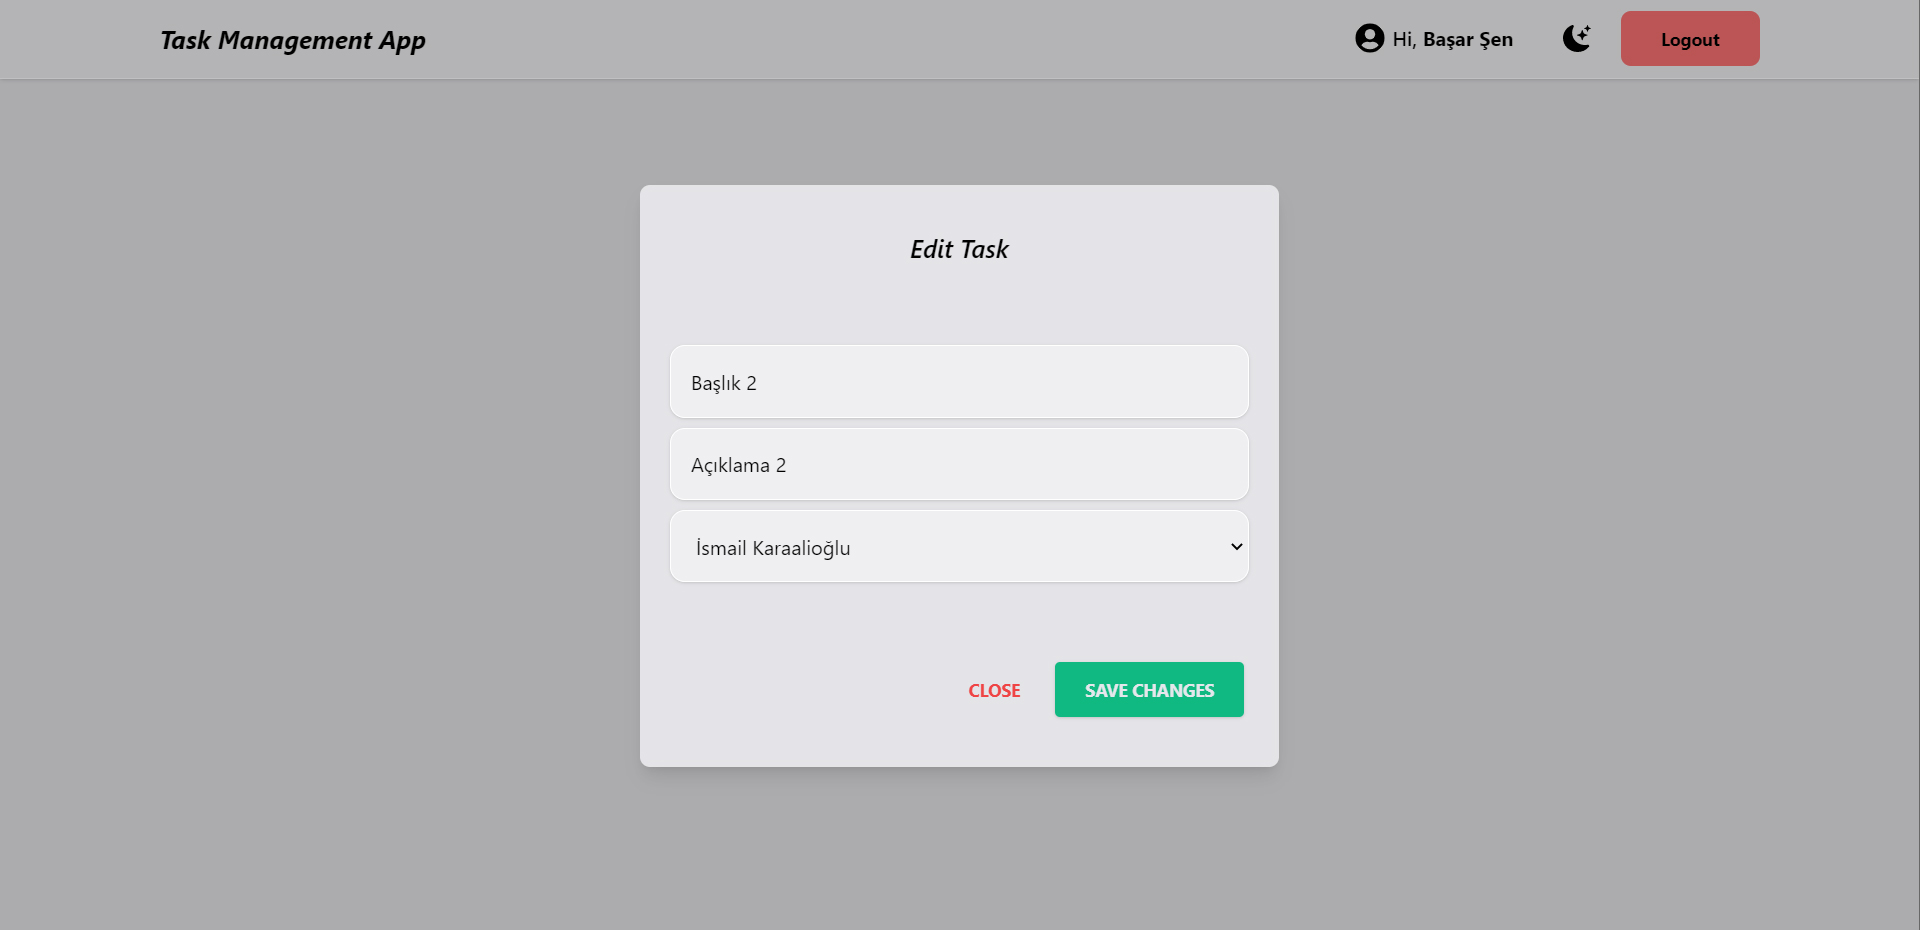 Task Management App
Hi, Başar Şen
Logout
Edit Task
Başlık 2
Açıklama 2
İsmail Karaalioğlu
CLOSE
SAVE CHANGES